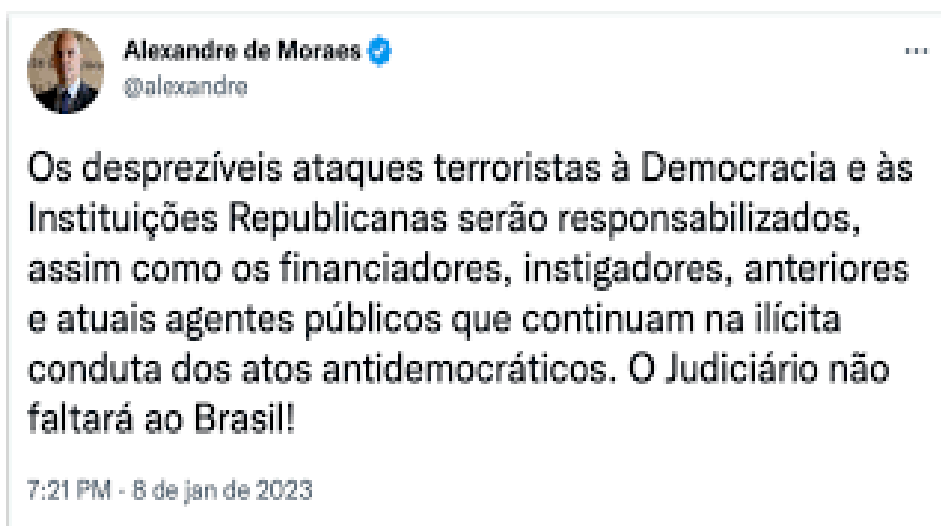 Alexandre de Moraes
@alexandre
Os desprezíveis ataques terroristas à Democracia e às
Instituições Republicanas serão responsabilizados,
assim como os financiadores, instigadores, anteriores
e atuais agentes públicos que continuam na ilícita
conduta dos atos antidemocráticos. O Judiciário não
faltará ao Brasil!
7:21 PM · 8 de jan de 2023